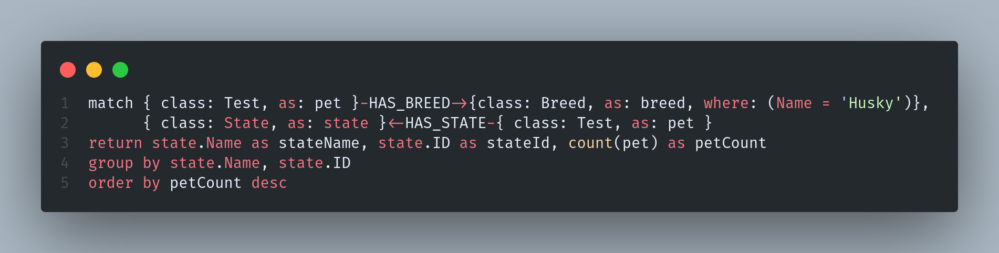 1 match { class: Test, as: pet }-HAS_BREED->{class: Breed, as: breed, where: (Name = 'Husky')},
2       { class: State, as: state }<-HAS_STATE-{ class: Test, as: pet }
3 return state.Name as stateName, state.ID as stateId, count(pet) as petCount
4 group by state.Name, state.ID
5 order by petCount desc